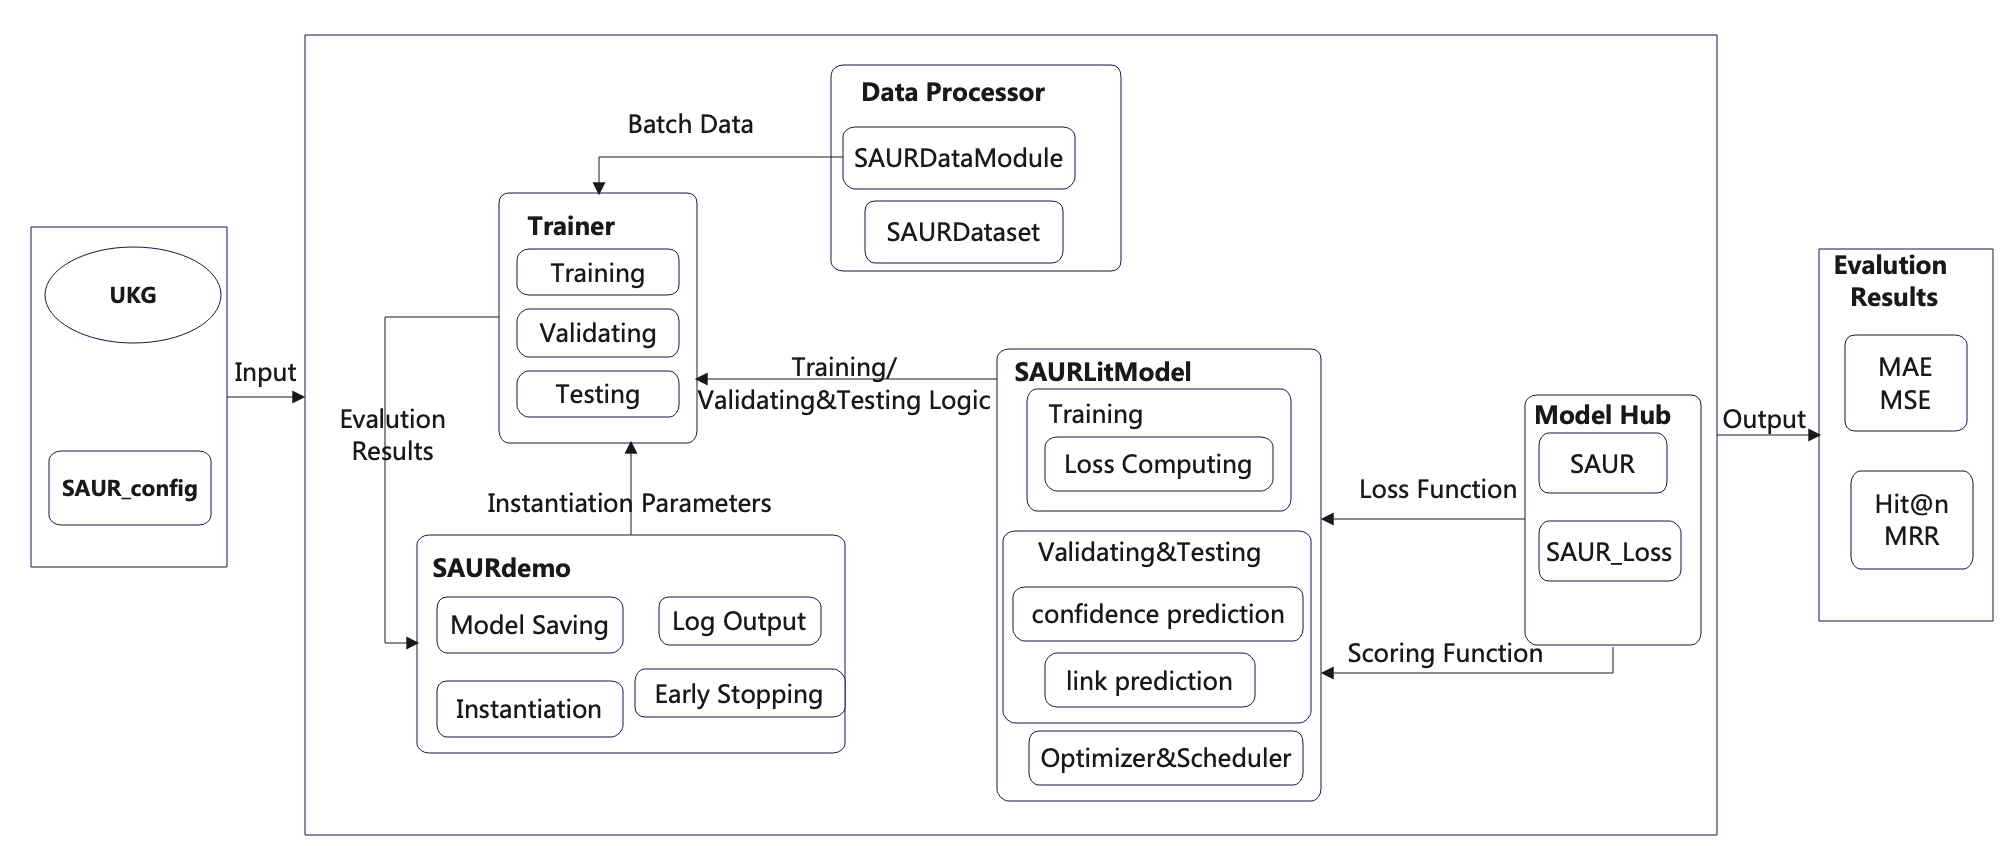 UKG
SAUR_config
Input
Data Processor
SAURDataModule
SAURDataset
Batch Data
Trainer
Training
Validating
Testing
Evalution
Results
Instantiation Parameters
SAURdemo
Model Saving
Log Output
Instantiation
Early Stopping
Training/
Validating&Testing Logic
SAURLitModel
Training
Loss Computing
Validating&Testing
confidence prediction
link prediction
Optimizer&Scheduler
Loss Function
Scoring Function
Model Hub
SAUR
SAUR_Loss
Output
Evalution
Results
MAE
MSE
Hit@n
MRR